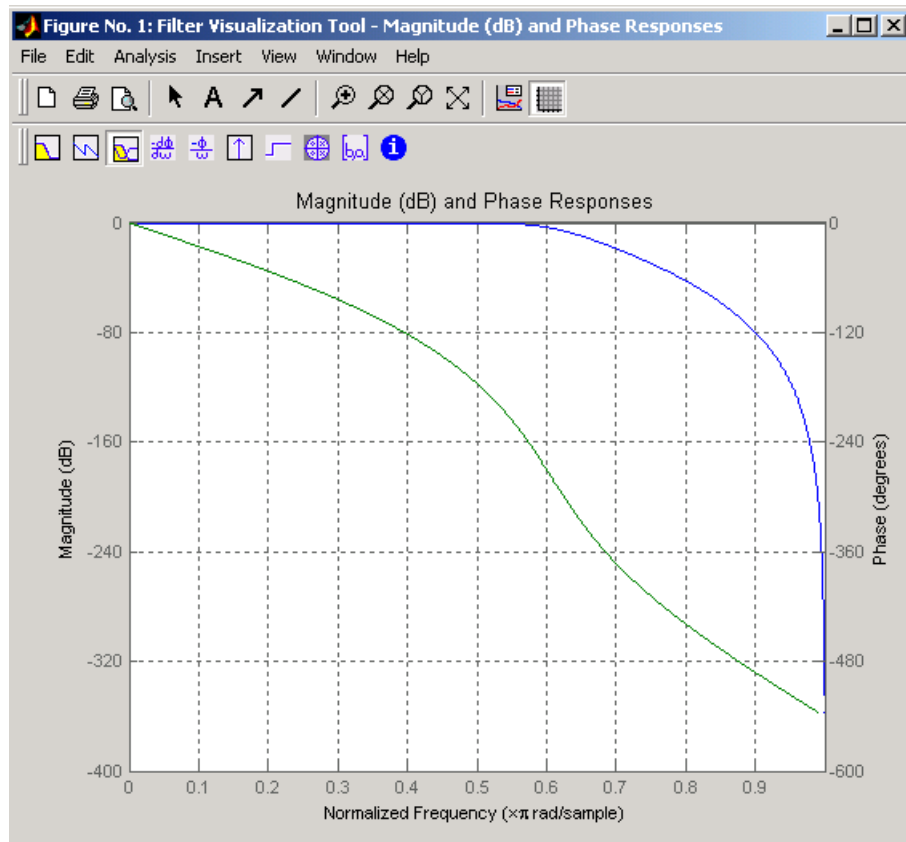 Figure No. 1: Filter Visualization Tool - Magnitude (dB) and Phase Responses
File Edit Analysis Insert View Window Help
A
[b,a]
i
Magnitude (dB) and Phase Responses
0
-80
-160
-240
-320
-400
Magnitude (dB)
0
-120
-240
-360
-480
-600
Phase (degrees)
0 0.1 0.2 0.3 0.4 0.5 0.6 0.7 0.8 0.9
Normalized Frequency (×π rad/sample)